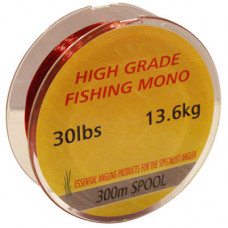 HIGH GRADE
FISHING MONO
30lbs 13.6kg
ESSENTIAL ANGLING PRODUCTS FOR THE SPECIALIST ANGLER
300m SPOOL